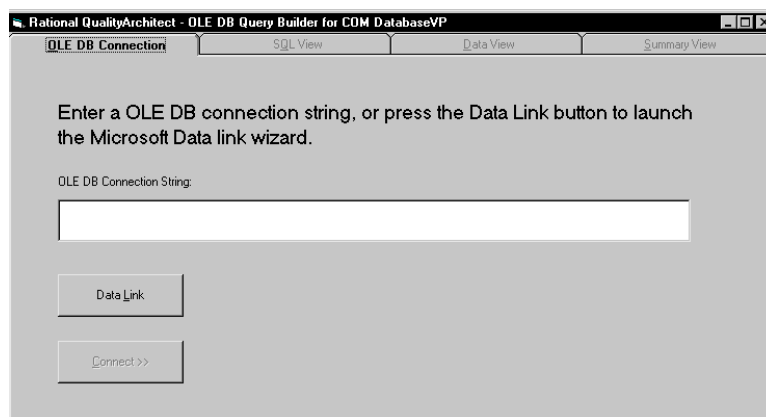 Rational QualityArchitect - OLE DB Query Builder for COM DatabaseVP
OLE DB Connection
SQL View
Data View
Summary View
Enter a OLE DB connection string, or press the Data Link button to launch
the Microsoft Data link wizard.
OLE DB Connection String:
Data Link
Connect >>